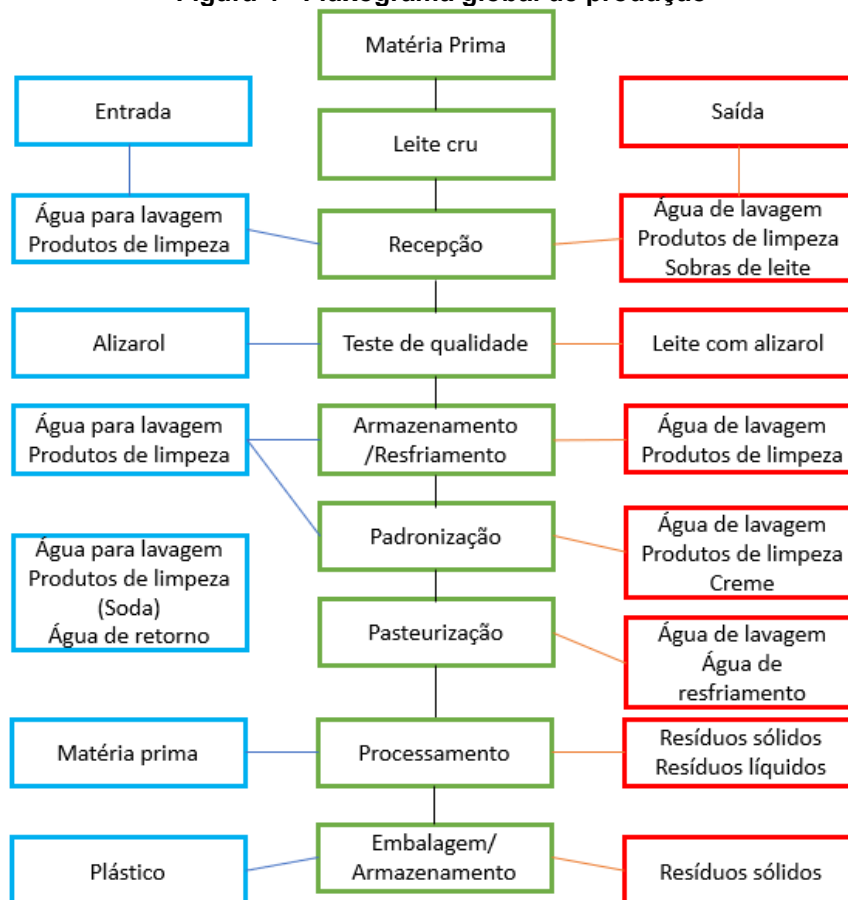 Figura Fluxograma global produção
Matéria Prima
Entrada
Leite cru
Saída
Água para lavagem
Produtos de limpeza
Recepção
Água de lavagem
Produtos de limpeza
Sobras de leite
Alizarol
Teste de qualidade
Leite com alizarol
Água para lavagem
Produtos de limpeza
Armazenamento
/Resfriamento
Água de lavagem
Produtos de limpeza
Padronização
Água de lavagem
Produtos de limpeza
Creme
Água para lavagem
Produtos de limpeza
(Soda)
Água de retorno
Pasteurização
Água de lavagem
Água de
resfriamento
Matéria prima
Processamento
Resíduos sólidos
Resíduos líquidos
Plástico
Embalagem/
Armazenamento
Resíduos sólidos